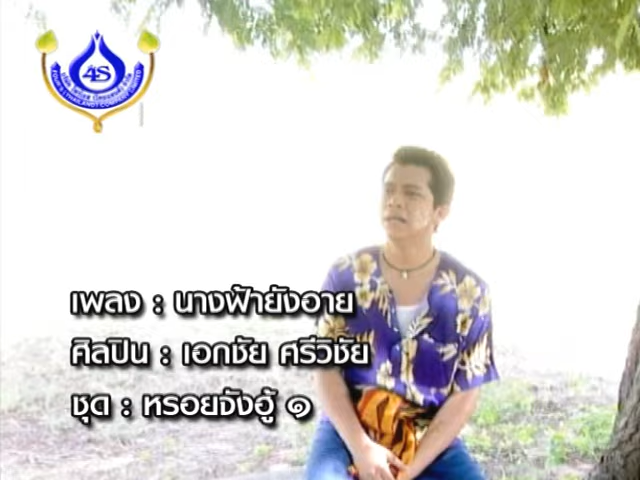 4S
เพลง : นางฟ้ายังอาย
ศิลปิน : เอกชัย ศรีวิชัย
ชุด : หรอยจังฮู้ ๑